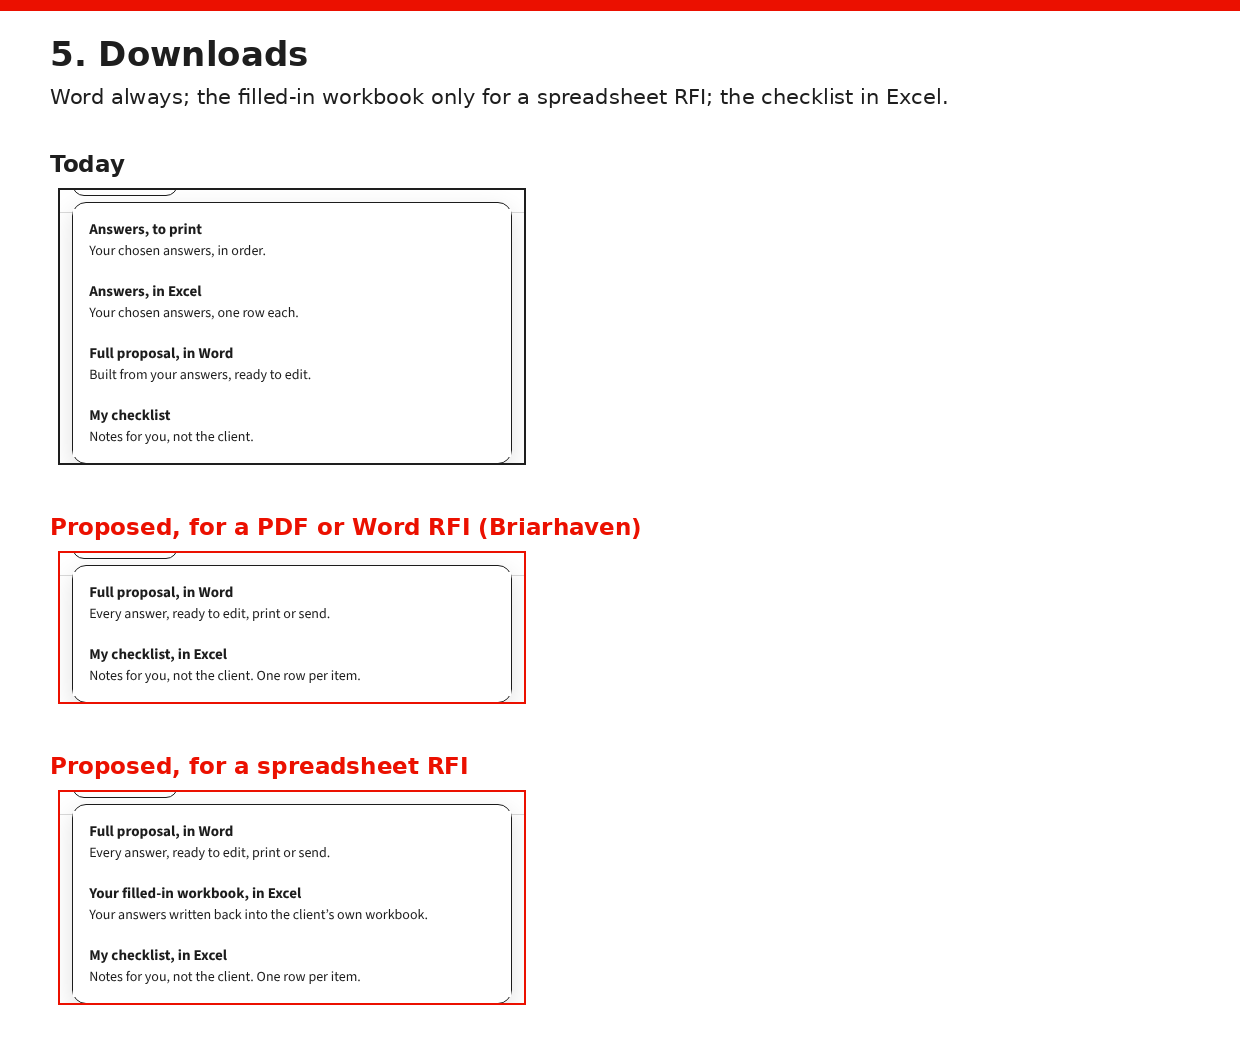 5. Downloads
Word always; the filled-in workbook only for a spreadsheet RFI; the checklist in Excel.
Today
Answers, to print
Your chosen answers, in order.
Answers, in Excel
Your chosen answers, one row each.
Full proposal, in Word
Built from your answers, ready to edit.
My checklist
Notes for you, not the client.
Proposed, for a PDF or Word RFI (Briarhaven)
Full proposal, in Word
Every answer, ready to edit, print or send.
My checklist, in Excel
Notes for you, not the client. One row per item.
Proposed, for a spreadsheet RFI
Full proposal, in Word
Every answer, ready to edit, print or send.
Your filled-in workbook, in Excel
Your answers written back into the client’s own workbook.
My checklist, in Excel
Notes for you, not the client. One row per item.